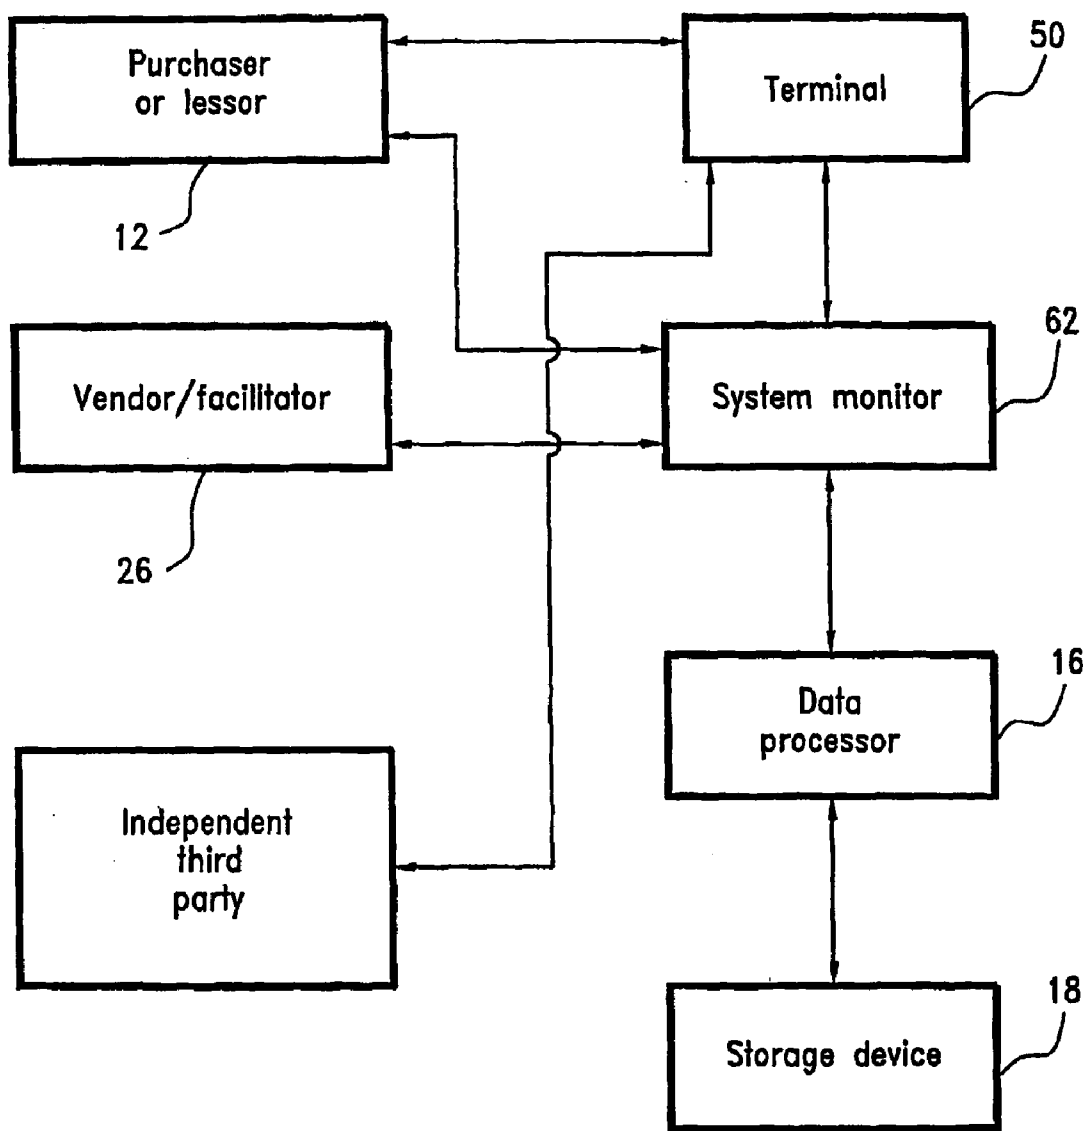 Purchaser
or lessor
12
Terminal
50
Vendor/facilitator
26
System monitor
62
Data
processor
16
Independent
third
party
Storage device
18